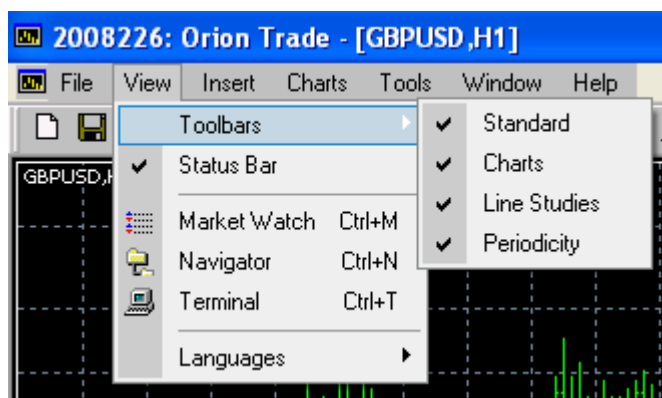 2008226: Orion Trade - [GBPUSD,H1]
File View Insert Charts Tools Window Help
Toolbars
Status Bar
Market Watch Ctrl+M
Navigator Ctrl+N
Terminal Ctrl+T
Languages
Standard
Charts
Line Studies
Periodicity
GBPUSD,